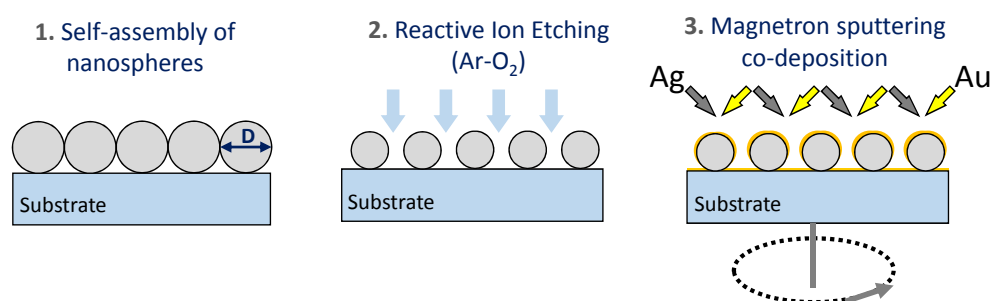 1. Self-assembly of
nanospheres
D
Substrate
2. Reactive Ion Etching
(Ar-O₂)
Substrate
3. Magnetron sputtering
co-deposition
Ag
Au
Substrate